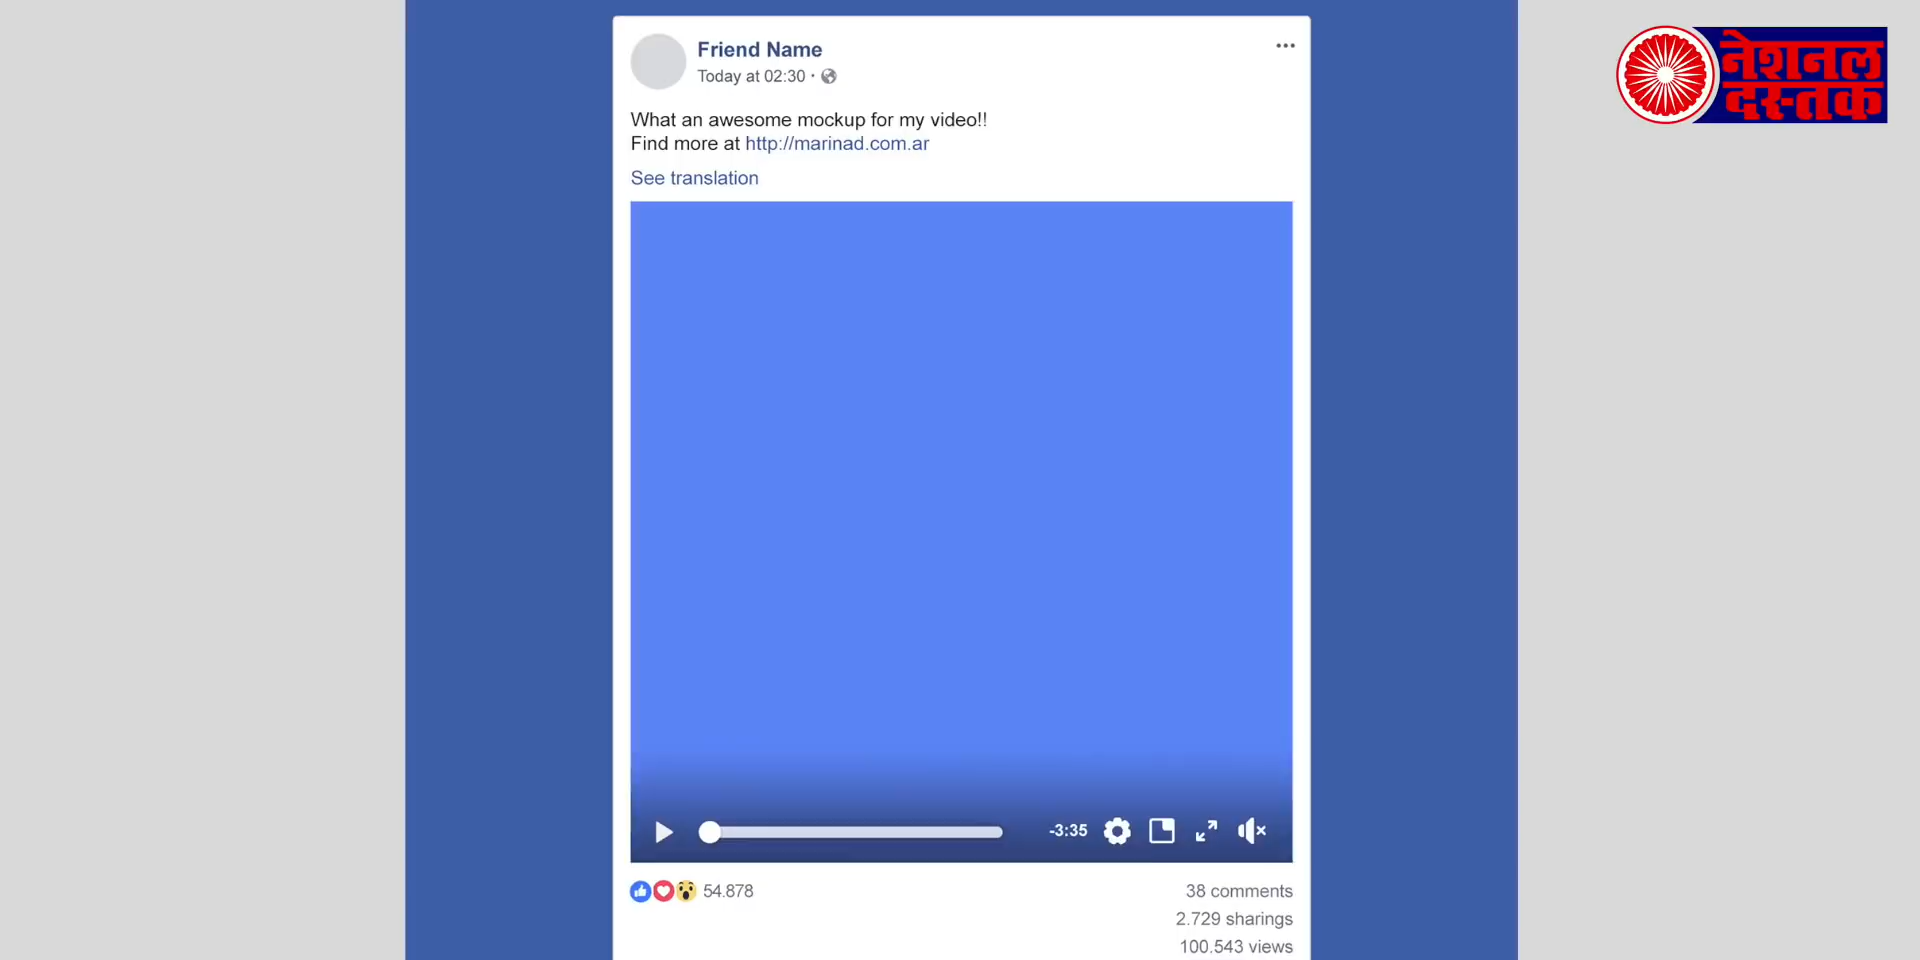 Friend Name
Today at 02:30 ·
What an awesome mockup for my video!!
Find more at http://marinad.com.ar
See translation
-3:35
54.878
38 comments
2.729 sharings
100.543 views
नेशनल
दस्तक